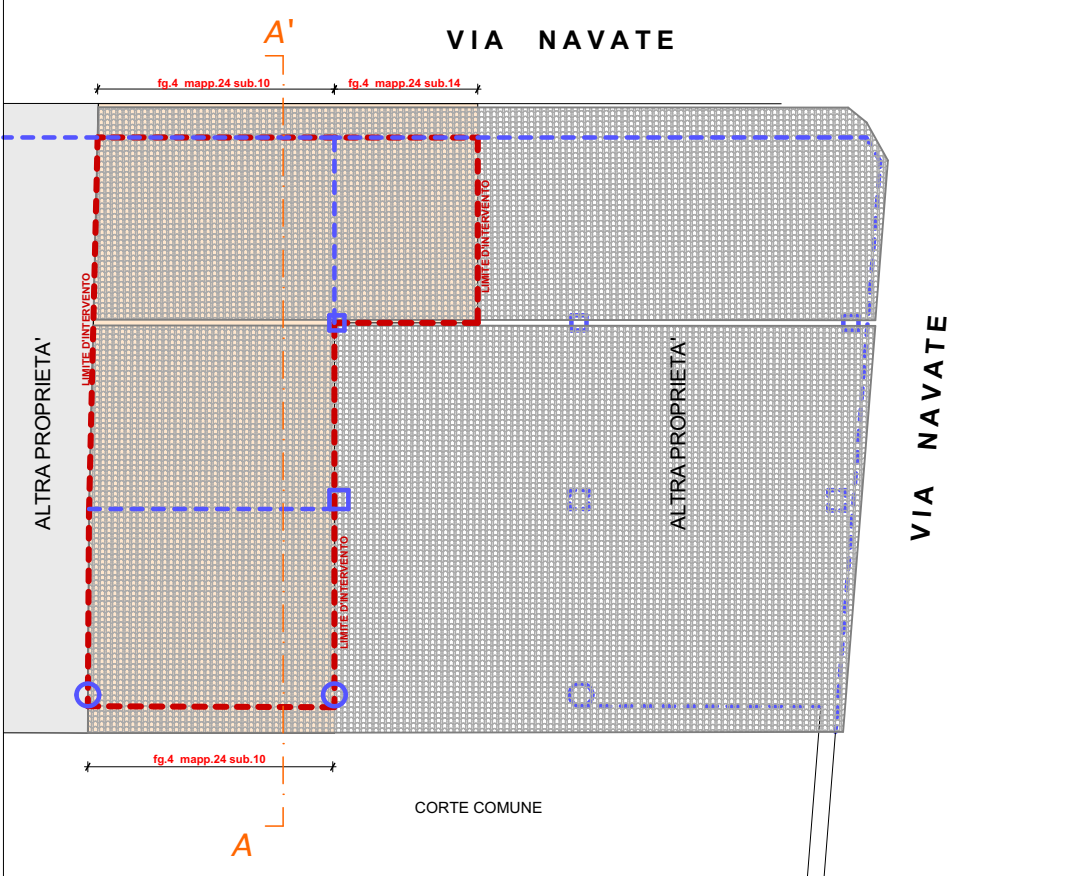 A'
VIA NAVATE
fg.4 mapp.24 sub.10
fg.4 mapp.24 sub.14
LIMITE D'INTERVENTO
LIMITE D'INTERVENTO
ALTRA PROPRIETA'
ALTRA PROPRIETA'
VIA NAVATE
LIMITE D'INTERVENTO
fg.4 mapp.24 sub.10
CORTE COMUNE
A